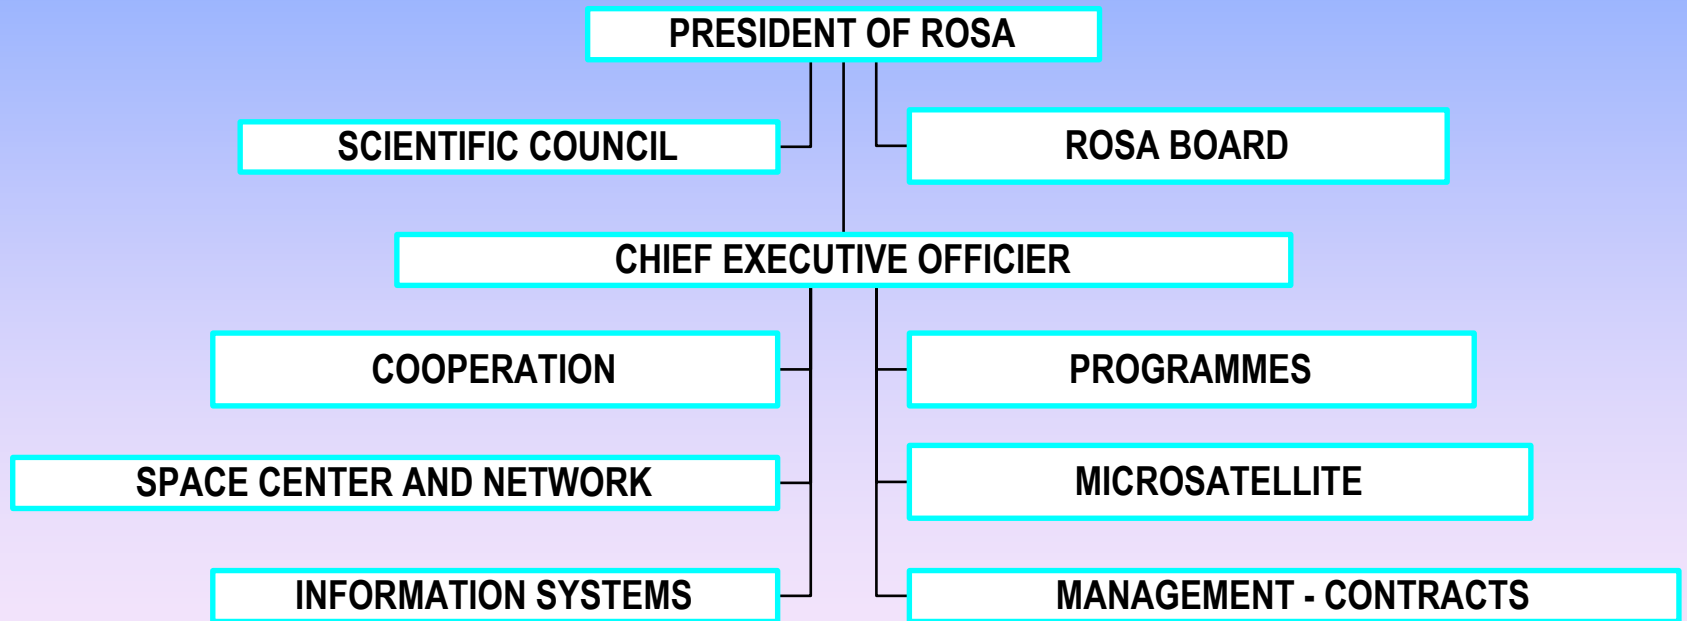 PRESIDENT OF ROSA
SCIENTIFIC COUNCIL
ROSA BOARD
CHIEF EXECUTIVE OFFICIER
COOPERATION
PROGRAMMES
SPACE CENTER AND NETWORK
MICROSATELLITE
INFORMATION SYSTEMS
MANAGEMENT - CONTRACTS